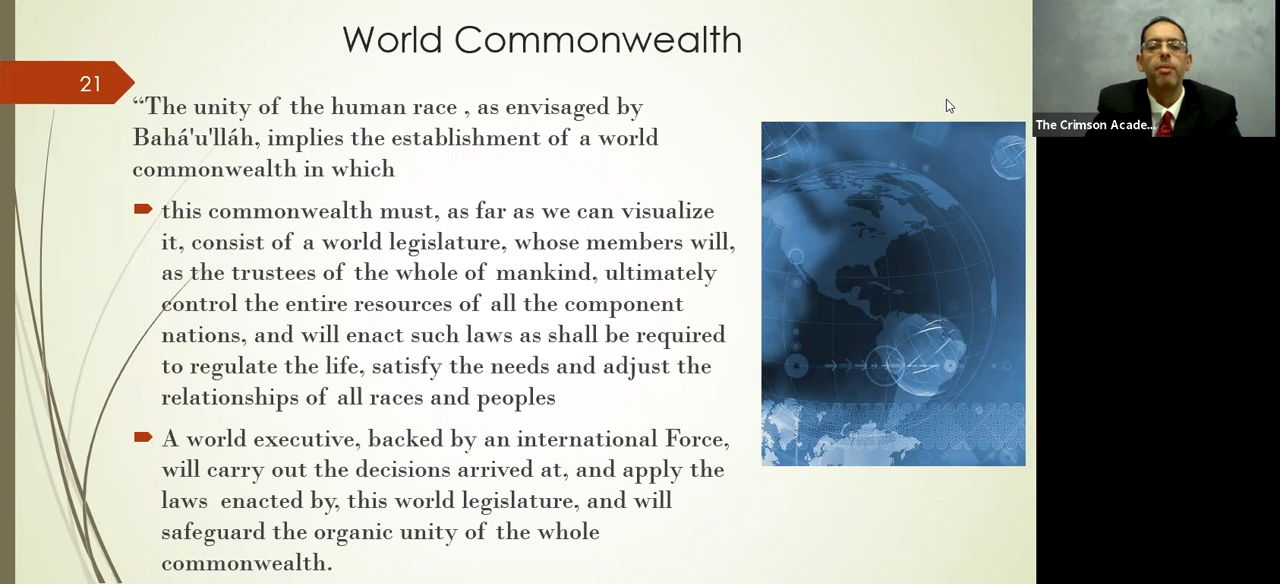 World Commonwealth
21
“The unity of the human race , as envisaged by
Bahá'u'lláh, implies the establishment of a world
commonwealth in which
this commonwealth must, as far as we can visualize
it, consist of a world legislature, whose members will,
as the trustees of the whole of mankind, ultimately
control the entire resources of all the component
nations, and will enact such laws as shall be required
to regulate the life, satisfy the needs and adjust the
relationships of all races and peoples
A world executive, backed by an international Force,
will carry out the decisions arrived at, and apply the
laws enacted by, this world legislature, and will
safeguard the organic unity of the whole
commonwealth.
The Crimson Acade...